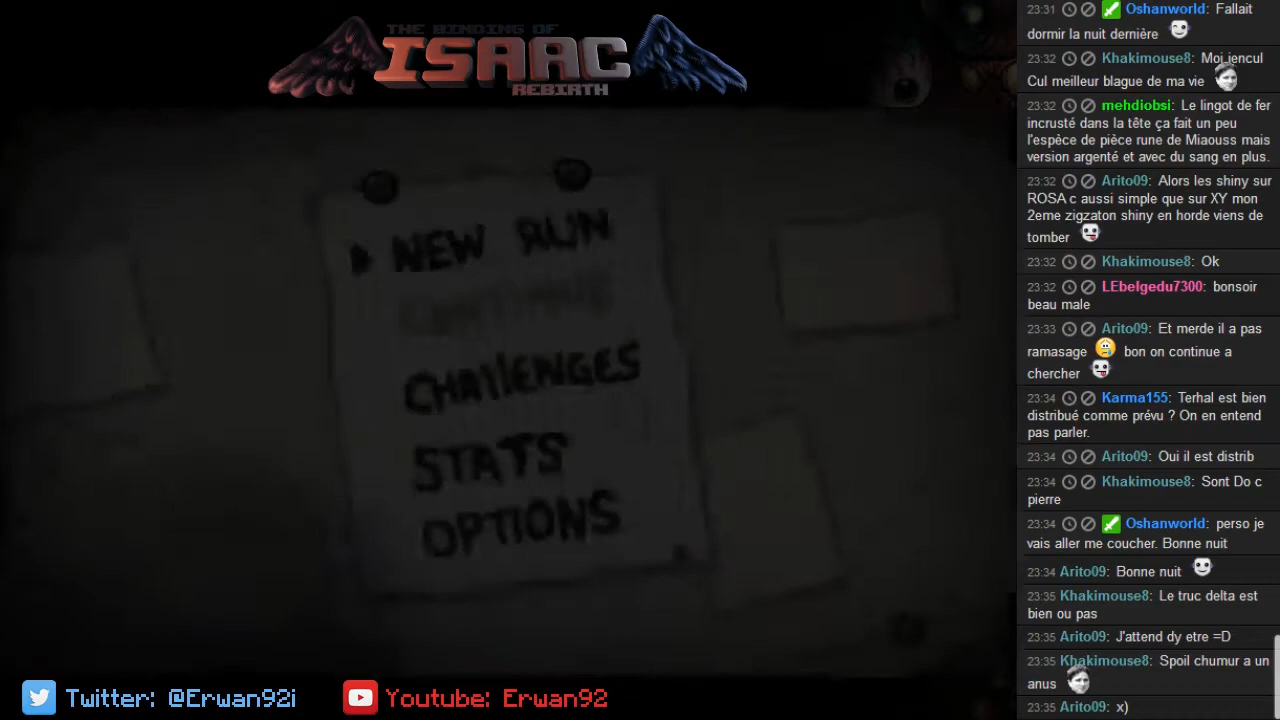 THE BINDING OF
ISAAC
REBIRTH
NEW RUN
CONTINUE
CHALLENGES
STATS
OPTIONS
Twitter: @Erwan92i
Youtube: Erwan92
23:31 Oshanworld: Fallait
dormir la nuit dernière
23:32 Khakimouse8: Moi jencul
Cul meilleur blague de ma vie
23:32 mehdiobsi: Le lingot de fer
incrusté dans la tête ça fait un peu
l'espèce de pièce rune de Miaouss mais
version argenté et avec du sang en plus.
23:32 Arito09: Alors les shiny sur
ROSA c aussi simple que sur XY mon
2eme zigzaton shiny en horde viens de
tomber
23:32 Khakimouse8: Ok
23:32 LEbelgedu7300: bonsoir
beau male
23:33 Arito09: Et merde il a pas
ramasage bon on continue a
chercher
23:34 Karma155: Terhal est bien
distribué comme prévu ? On en entend
pas parler.
23:34 Arito09: Oui il est distrib
23:34 Khakimouse8: Sont Do c
pierre
23:34 Oshanworld: perso je
vais aller me coucher. Bonne nuit
23:34 Arito09: Bonne nuit
23:35 Khakimouse8: Le truc delta est
bien ou pas
23:35 Arito09: J'attend dy etre =D
23:35 Khakimouse8: Spoil chumur a un
anus
23:35 Arito09: x)